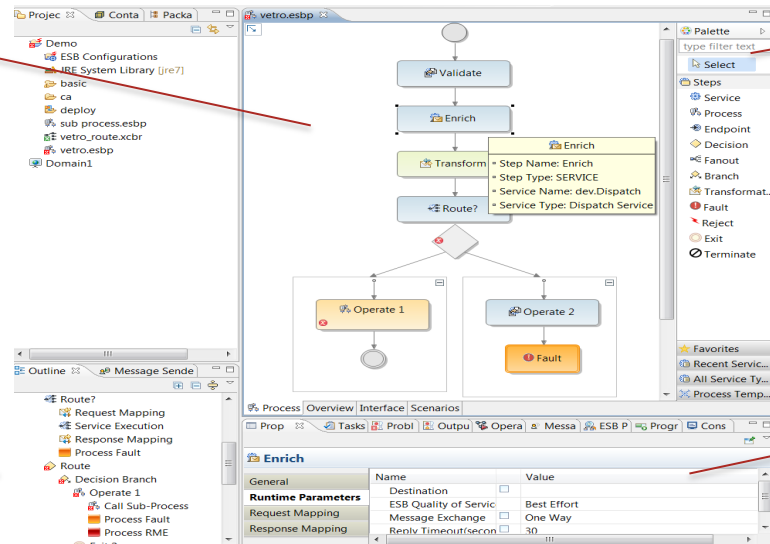 Projec
Conta
Packa
Demo
ESB Configurations
JRE System Library [jre7]
basic
ca
deploy
sub process.esbp
vetro_route.xcbr
vetro.esbp
Domain1
Outline
Message Sende
Route?
Request Mapping
Service Execution
Response Mapping
Process Fault
Route
Decision Branch
Operate 1
Call Sub-Process
Process Fault
Process RME
vetro.esbp
Validate
Enrich
Transform
Route?
Enrich
Step Name: Enrich
Step Type: SERVICE
Service Name: dev.Dispatch
Service Type: Dispatch Service
Operate 1
Operate 2
Fault
Process Overview Interface Scenarios
Palette
type filter text
Select
Steps
Service
Process
Endpoint
Decision
Fanout
Branch
Transformat...
Fault
Reject
Exit
Terminate
Favorites
Recent Servic...
All Service Ty...
Process Temp...
Prop Tasks Probl Outpu Opera Messa ESB P Progr Cons
Enrich
General
Runtime Parameters
Request Mapping
Response Mapping
Name Value
Destination
ESB Quality of Servic Best Effort
Message Exchange One Way
Reply Timeout(secon 30